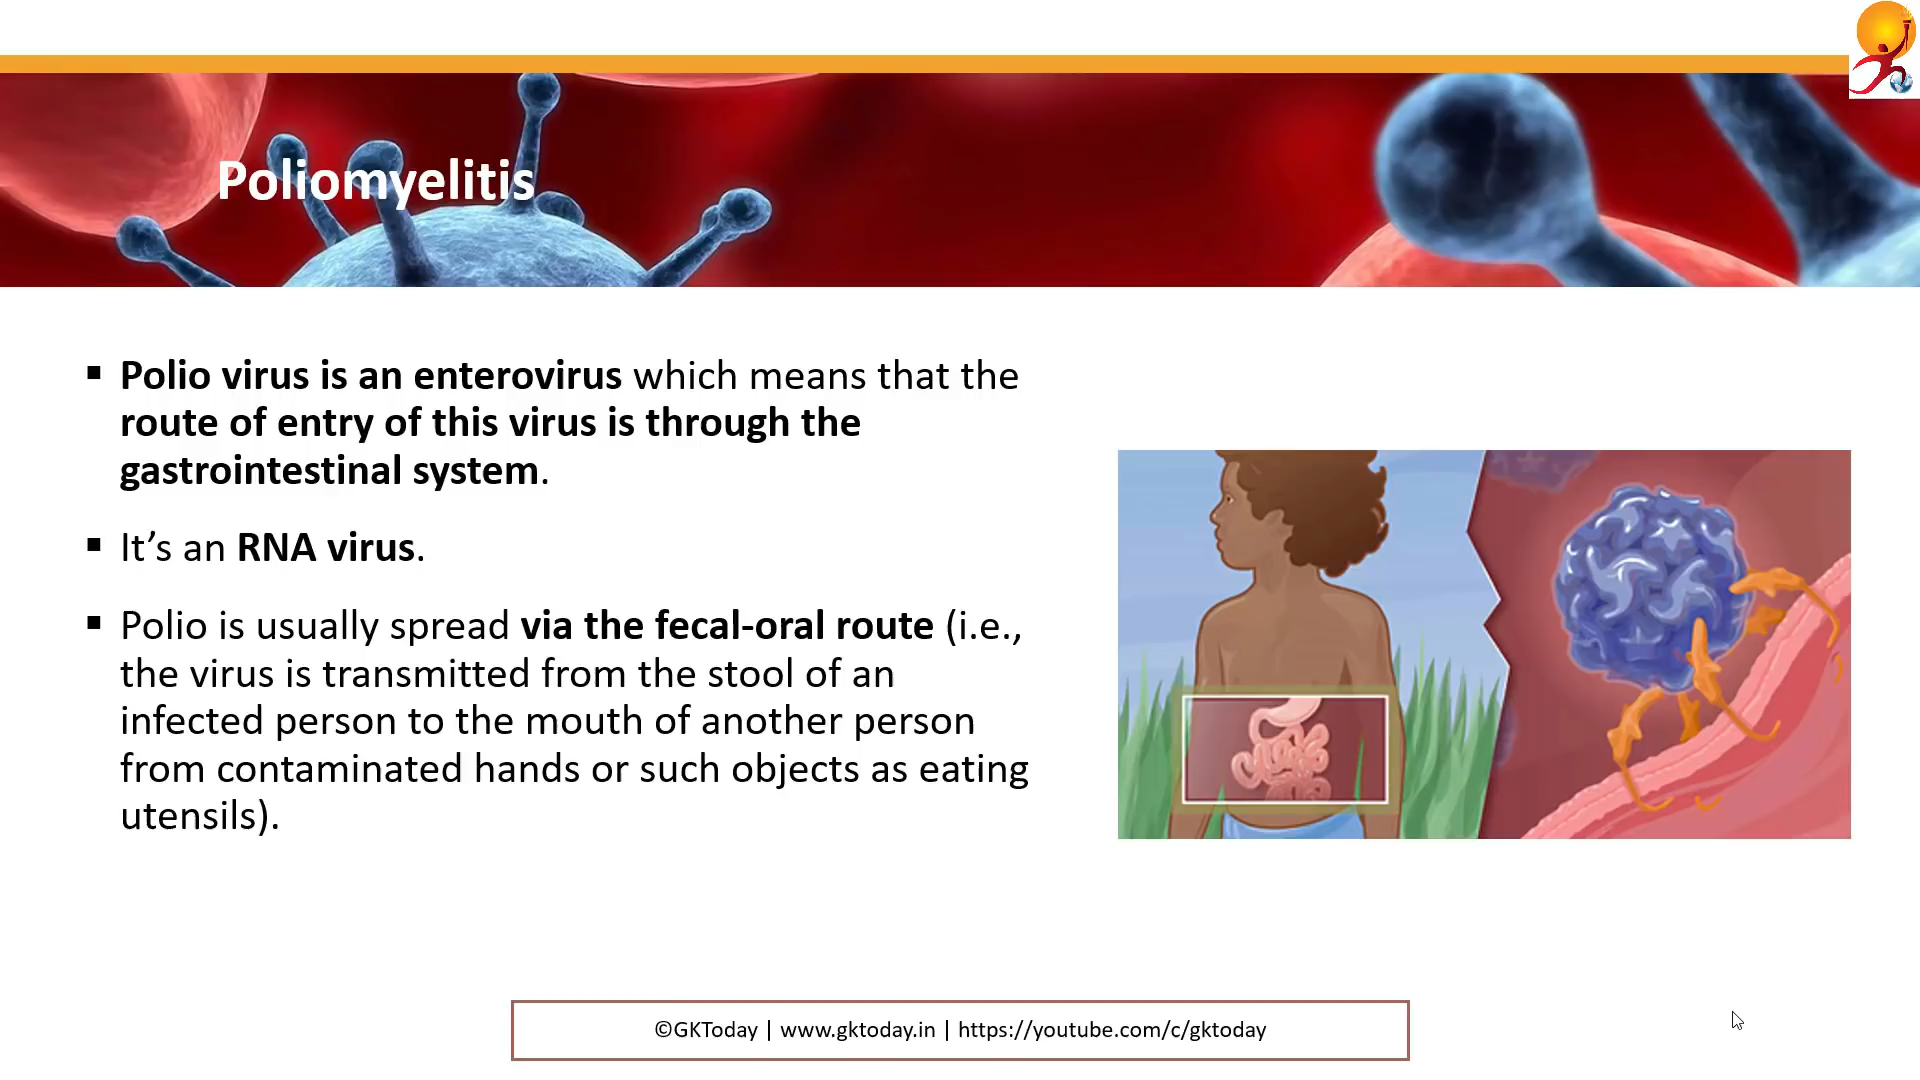 Poliomyelitis
▪ Polio virus is an enterovirus which means that the
route of entry of this virus is through the
gastrointestinal system.
▪ It’s an RNA virus.
▪ Polio is usually spread via the fecal-oral route (i.e.,
the virus is transmitted from the stool of an
infected person to the mouth of another person
from contaminated hands or such objects as eating
utensils).
©GKToday | www.gktoday.in | https://youtube.com/c/gktoday